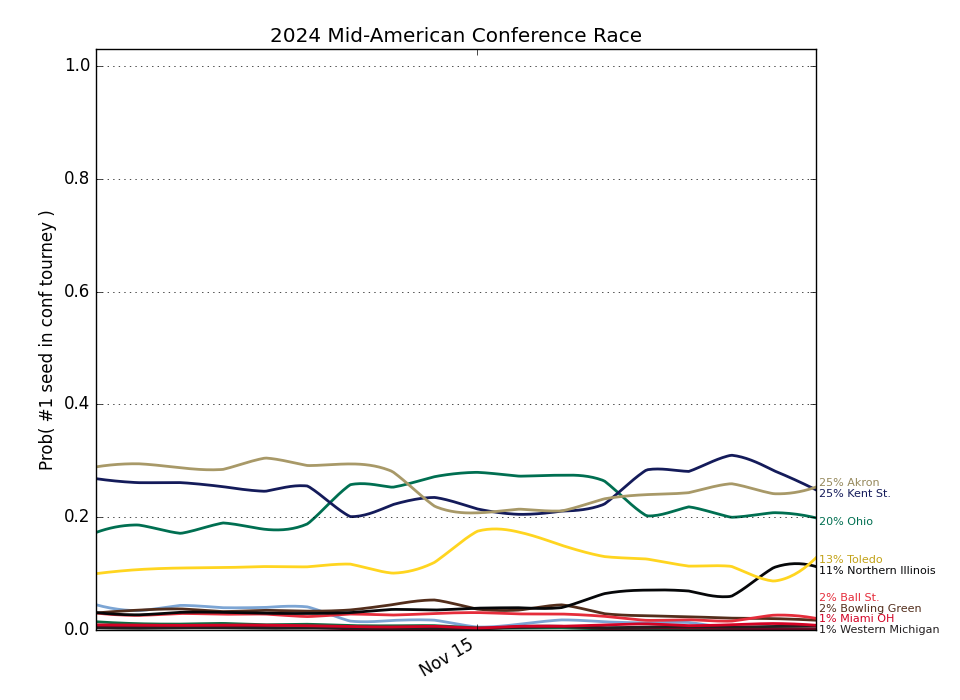 2024 Mid-American Conference Race
Prob( #1 seed in conf tourney )
1.0
0.8
0.6
0.4
0.2
0.0
Nov 15
25% Akron
25% Kent St.
20% Ohio
13% Toledo
11% Northern Illinois
2% Ball St.
2% Bowling Green
1% Miami OH
1% Western Michigan